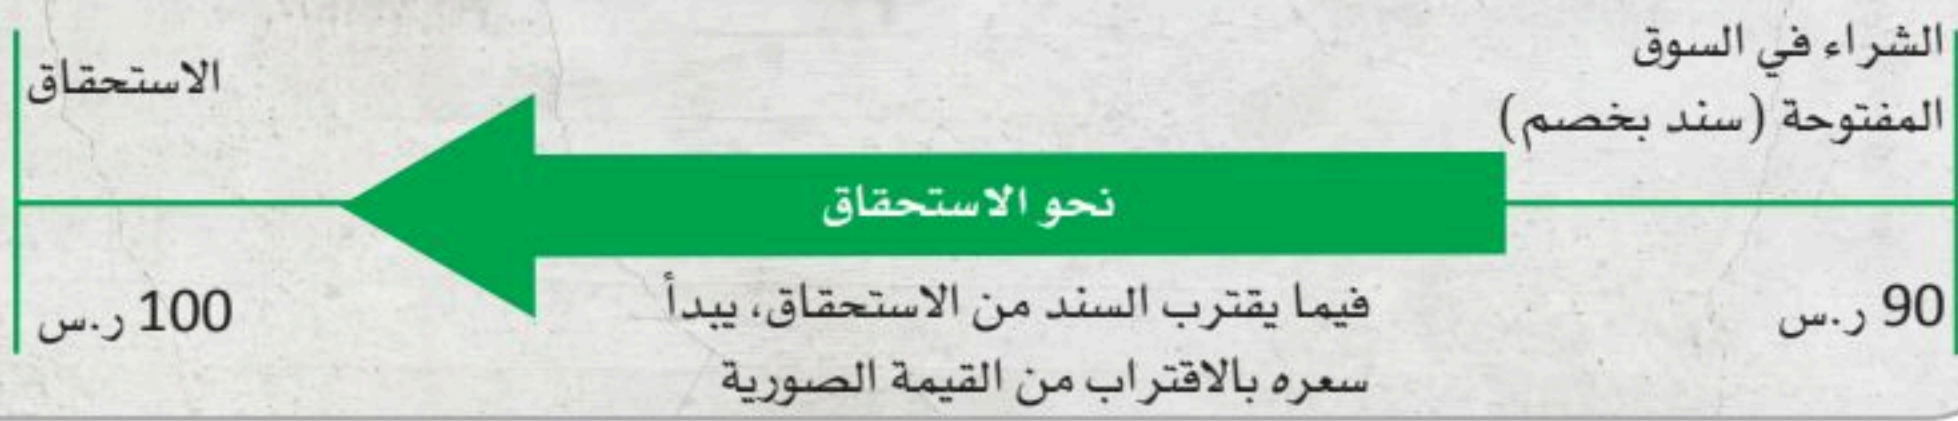 الشراء في السوق
المفتوحة (سند بخصم)
الاستحقاق
نحو الاستحقاق
90 ر.س
فيما يقترب السند من الاستحقاق، يبدأ
سعره بالاقتراب من القيمة الصورية
100 ر.س